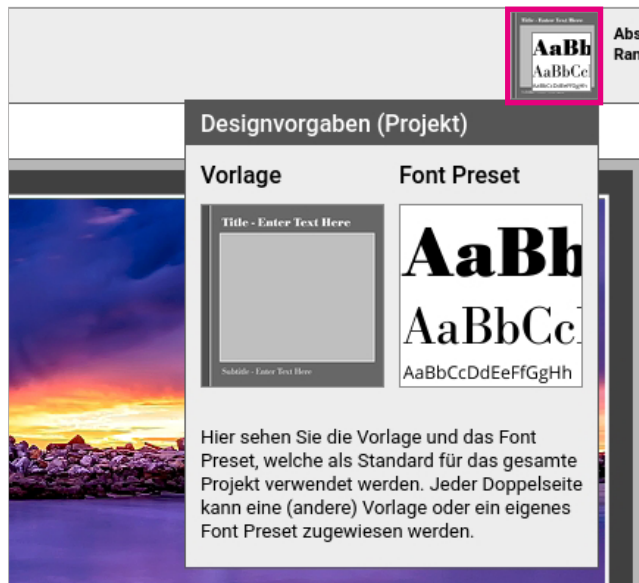 Title - Enter Text Here
AaBb
AaBbCc
AaBbCcDdEeFfGgHh
Designvorgaben (Projekt)
Vorlage
Font Preset
Title - Enter Text Here
AaBb
AaBbCc
AaBbCcDdEeFfGgHh
Subtitle - Enter Text Here
Hier sehen Sie die Vorlage und das Font
Preset, welche als Standard für das gesamte
Projekt verwendet werden. Jeder Doppelseite
kann eine (andere) Vorlage oder ein eigenes
Font Preset zugewiesen werden.